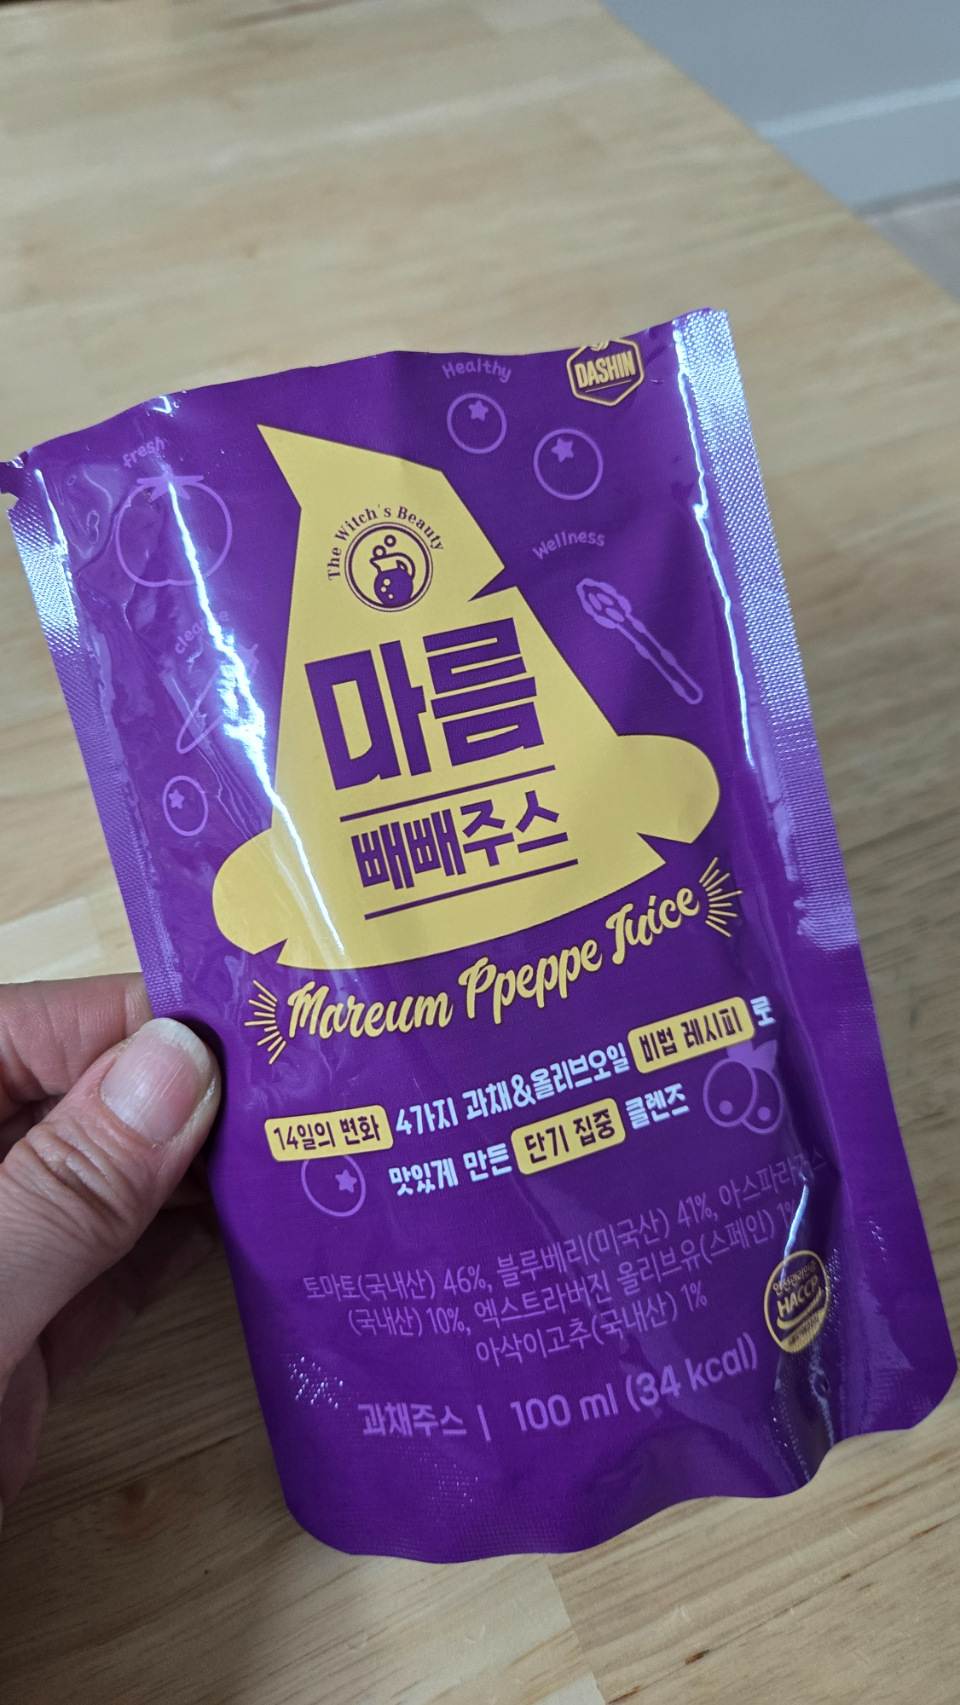 Healthy
DASHIN
fresh
The Witch's Beauty
Wellness
마름
빼빼주스
Mareum Ppeppe Juice
14일의 변화 4가지 과채&올리브오일 비법 레시피로
맛있게 만든 단기 집중 클렌즈
토마토(국내산) 46%, 블루베리(미국산) 41%, 아스파라거스
(국내산) 10%, 엑스트라버진 올리브유(스페인) 1%
아삭이고추(국내산) 1%
HACCP
과채주스 | 100 ml (34 kcal)